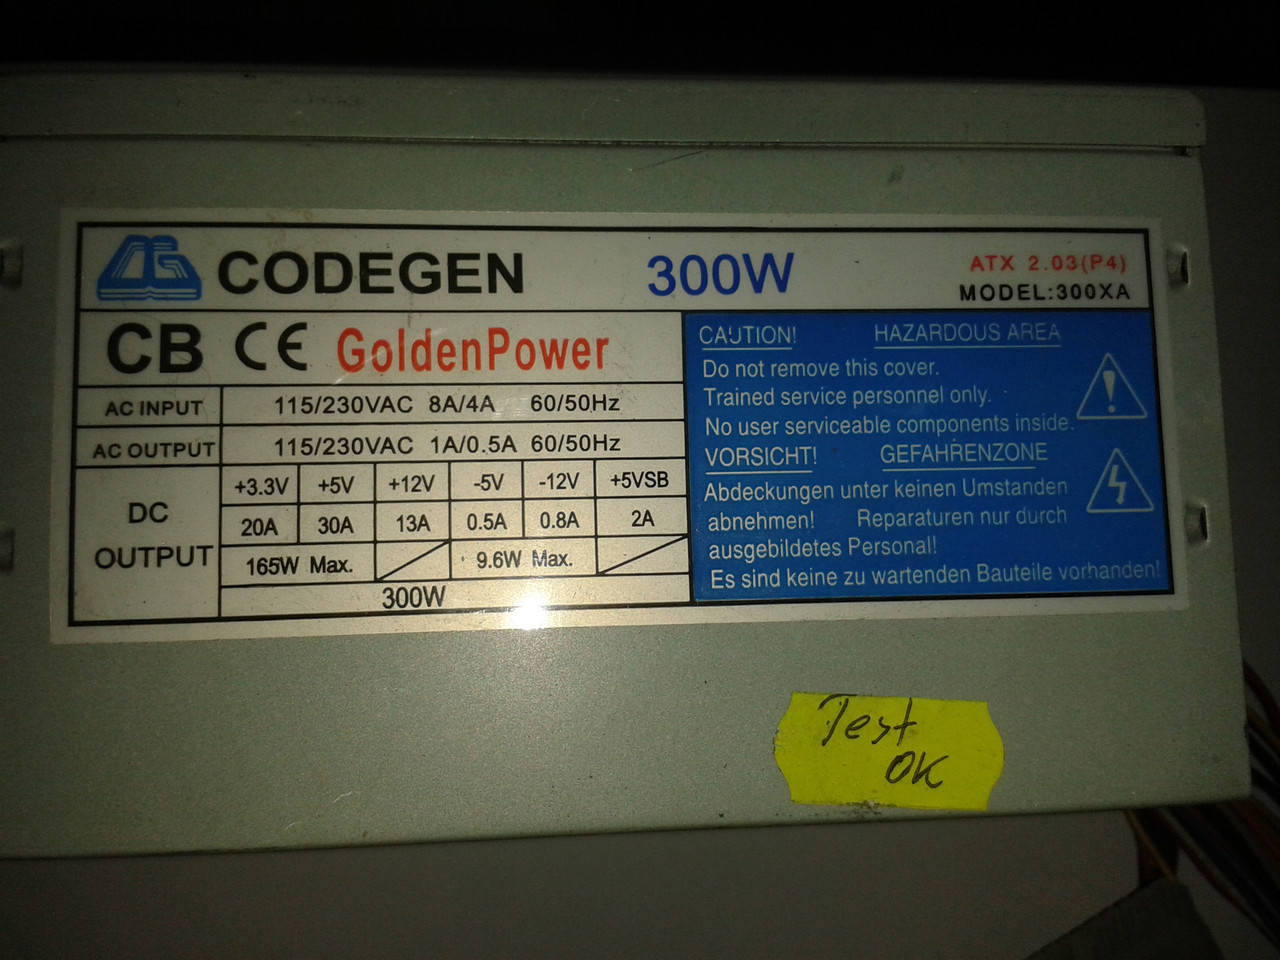 CODEGEN 300W ATX 2.03(P4)
MODEL:300XA
CB CE GoldenPower
AC INPUT 115/230VAC 8A/4A 60/50Hz
AC OUTPUT 115/230VAC 1A/0.5A 60/50Hz
DC OUTPUT
+3.3V +5V +12V -5V -12V +5VSB
20A 30A 13A 0.5A 0.8A 2A
165W Max. 9.6W Max.
300W
CAUTION! HAZARDOUS AREA
Do not remove this cover.
Trained service personnel only.
No user serviceable components inside.
VORSICHT! GEFAHRENZONE
Abdeckungen unter keinen Umstanden
abnehmen! Reparaturen nur durch
ausgebildetes Personal!
Es sind keine zu wartenden Bauteile vorhanden!
Test
OK